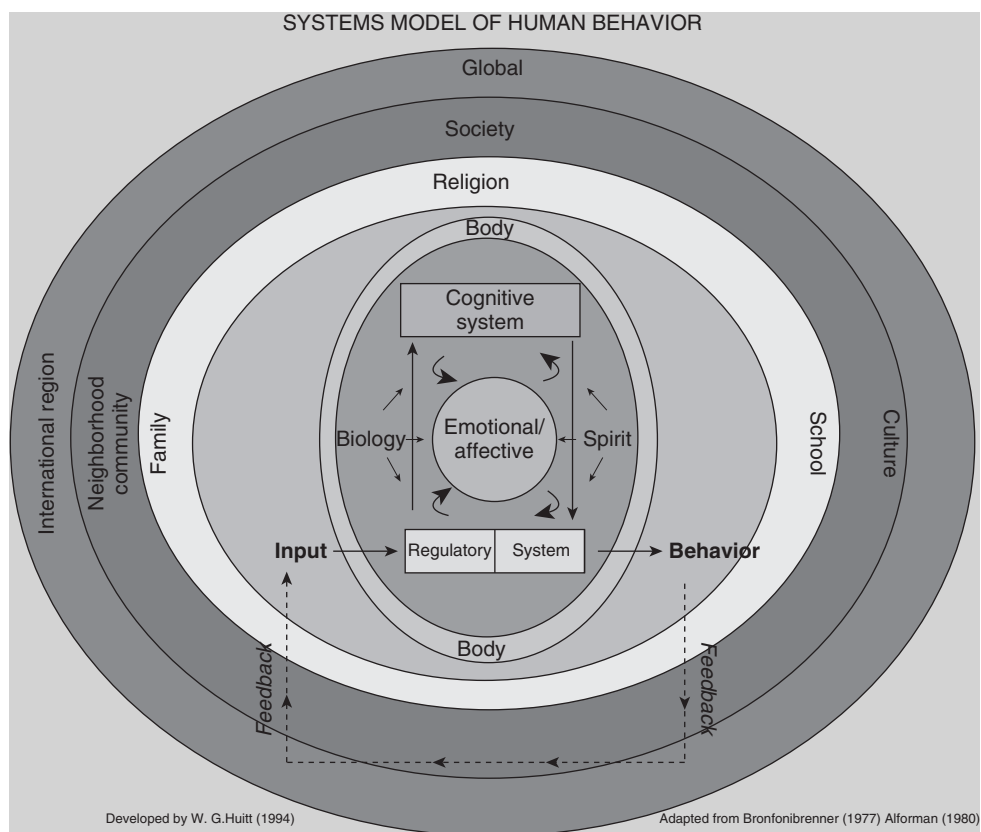 SYSTEMS MODEL OF HUMAN BEHAVIOR
Global
Society
Religion
Body
Cognitive
system
International region
Neighborhood
community
Family
Biology
Emotional/
affective
Spirit
School
Culture
Input
Regulatory
System
Behavior
Body
Feedback
Feedback
Developed by W. G.Huitt (1994)
Adapted from Bronfonibrenner (1977) Alforman (1980)